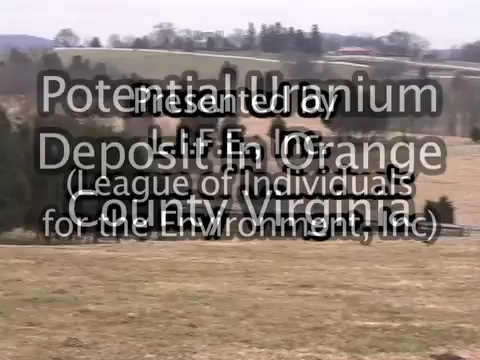 Potential Uranium
Deposit In Orange
County Virginia
Presented by
L.I.F.E., Inc.
(League of Individuals
for the Environment, Inc)